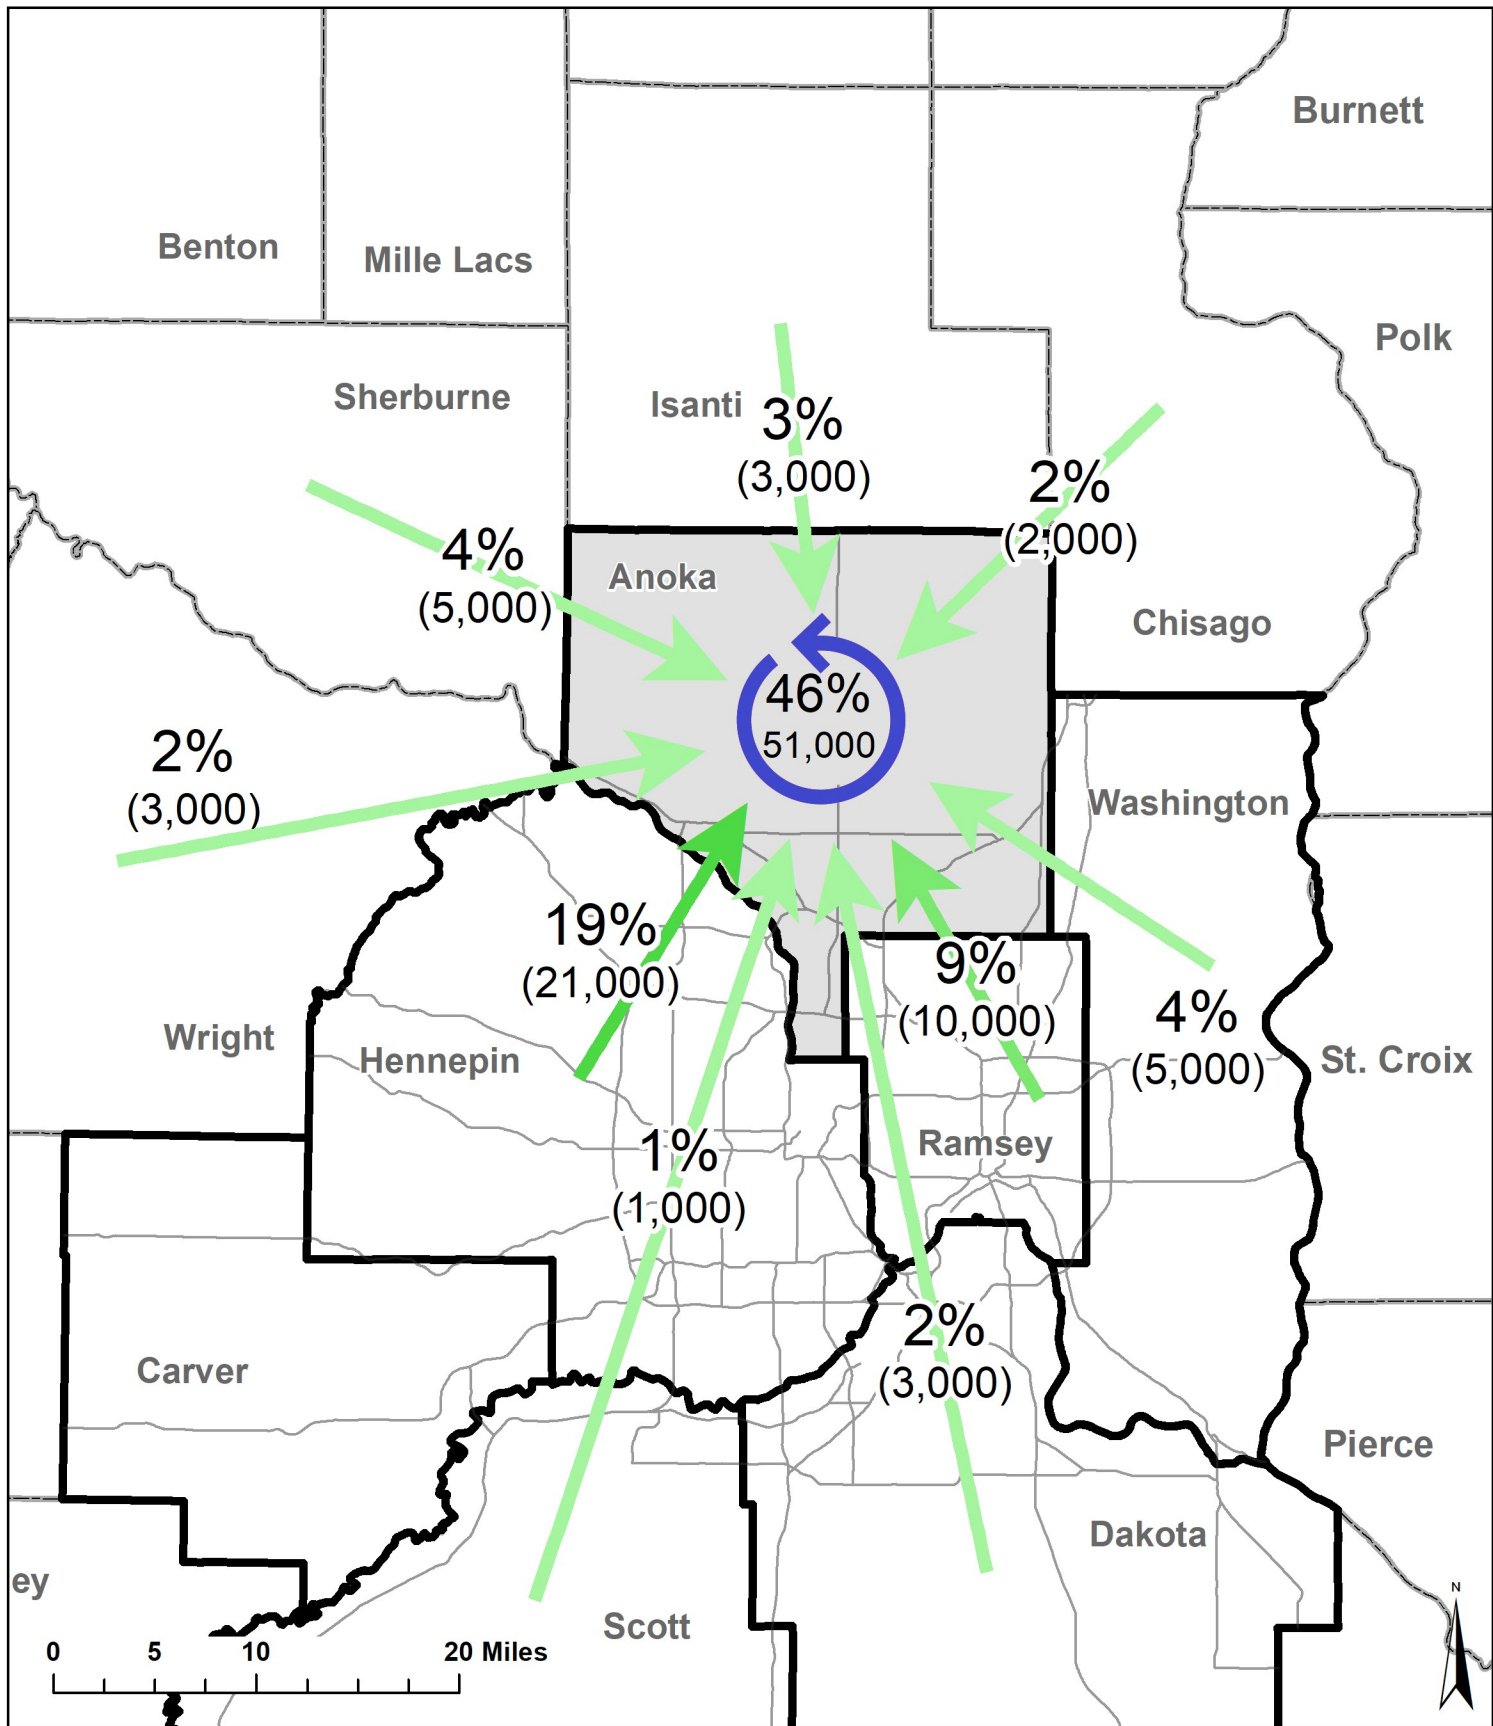 Burnett
Benton
Mille Lacs
Polk
Sherburne
Isanti
3%
(3,000)
2%
(2,000)
4%
(5,000)
Anoka
Chisago
46%
51,000
2%
(3,000)
Washington
19%
(21,000)
9%
(10,000)
4%
(5,000)
Wright
Hennepin
St. Croix
Ramsey
1%
(1,000)
2%
(3,000)
Carver
Pierce
Dakota
ey
Scott
N
0 5 10 20 Miles